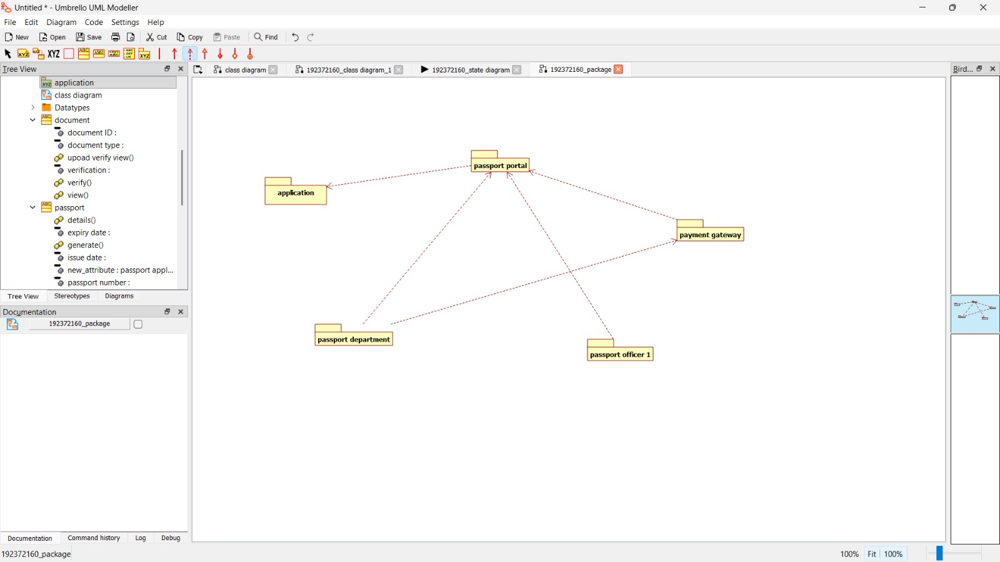 Untitled * - Umbrello UML Modeller
File Edit Diagram Code Settings Help
New Open Save Cut Copy Paste Find
XYZ
Tree View
class diagram 192372160_class diagram_1 192372160_state diagram 192372160_package
Bird...
application
class diagram
Datatypes
document
document ID :
document type :
upoad verify view()
verification :
verify()
view()
passport
details()
expiry date :
generate()
issue date :
new_attribute : passport appl...
passport number :
Tree View Stereotypes Diagrams
Documentation
192372160_package
passport portal
application
payment gateway
passport department
passport officer 1
Documentation Command history Log Debug
192372160_package
100% Fit 100%